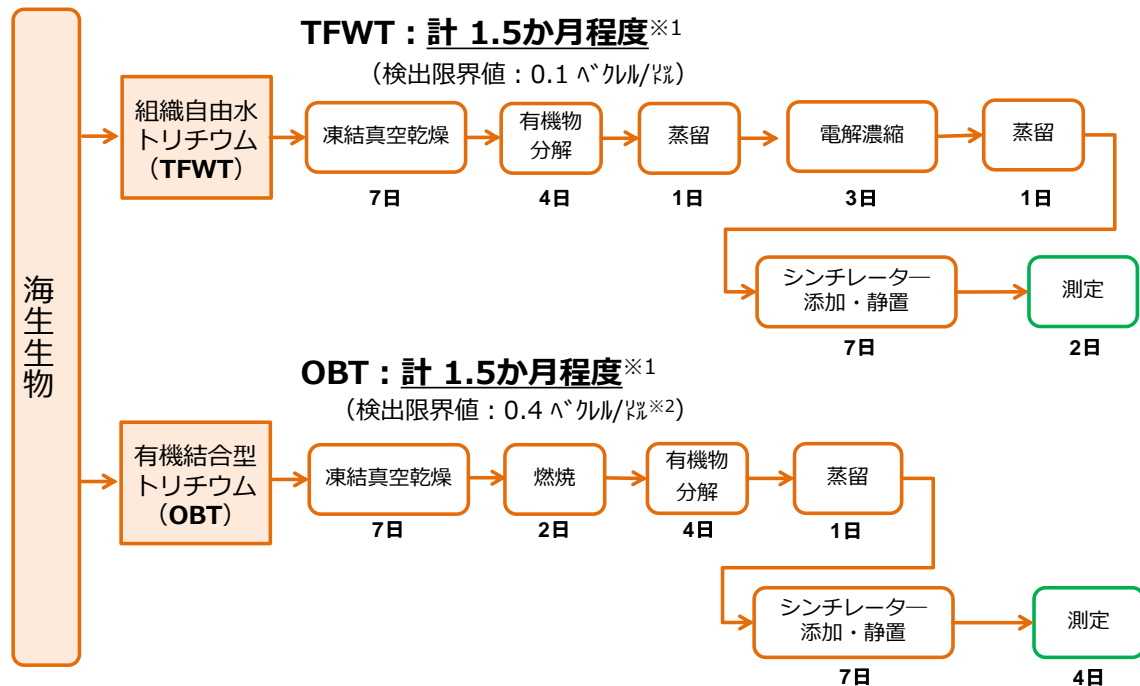 海生生物
TFWT：計 1.5か月程度※1
（検出限界値：0.1 ﾍﾞｸﾚﾙ/㍑）
組織自由水
トリチウム
（TFWT）
凍結真空乾燥
7日
有機物
分解
4日
蒸留
1日
電解濃縮
3日
蒸留
1日
シンチレーター
添加・静置
7日
測定
2日
OBT：計 1.5か月程度※1
（検出限界値：0.4 ﾍﾞｸﾚﾙ/㍑※2）
有機結合型
トリチウム
（OBT）
凍結真空乾燥
7日
燃焼
2日
有機物
分解
4日
蒸留
1日
シンチレーター
添加・静置
7日
測定
4日